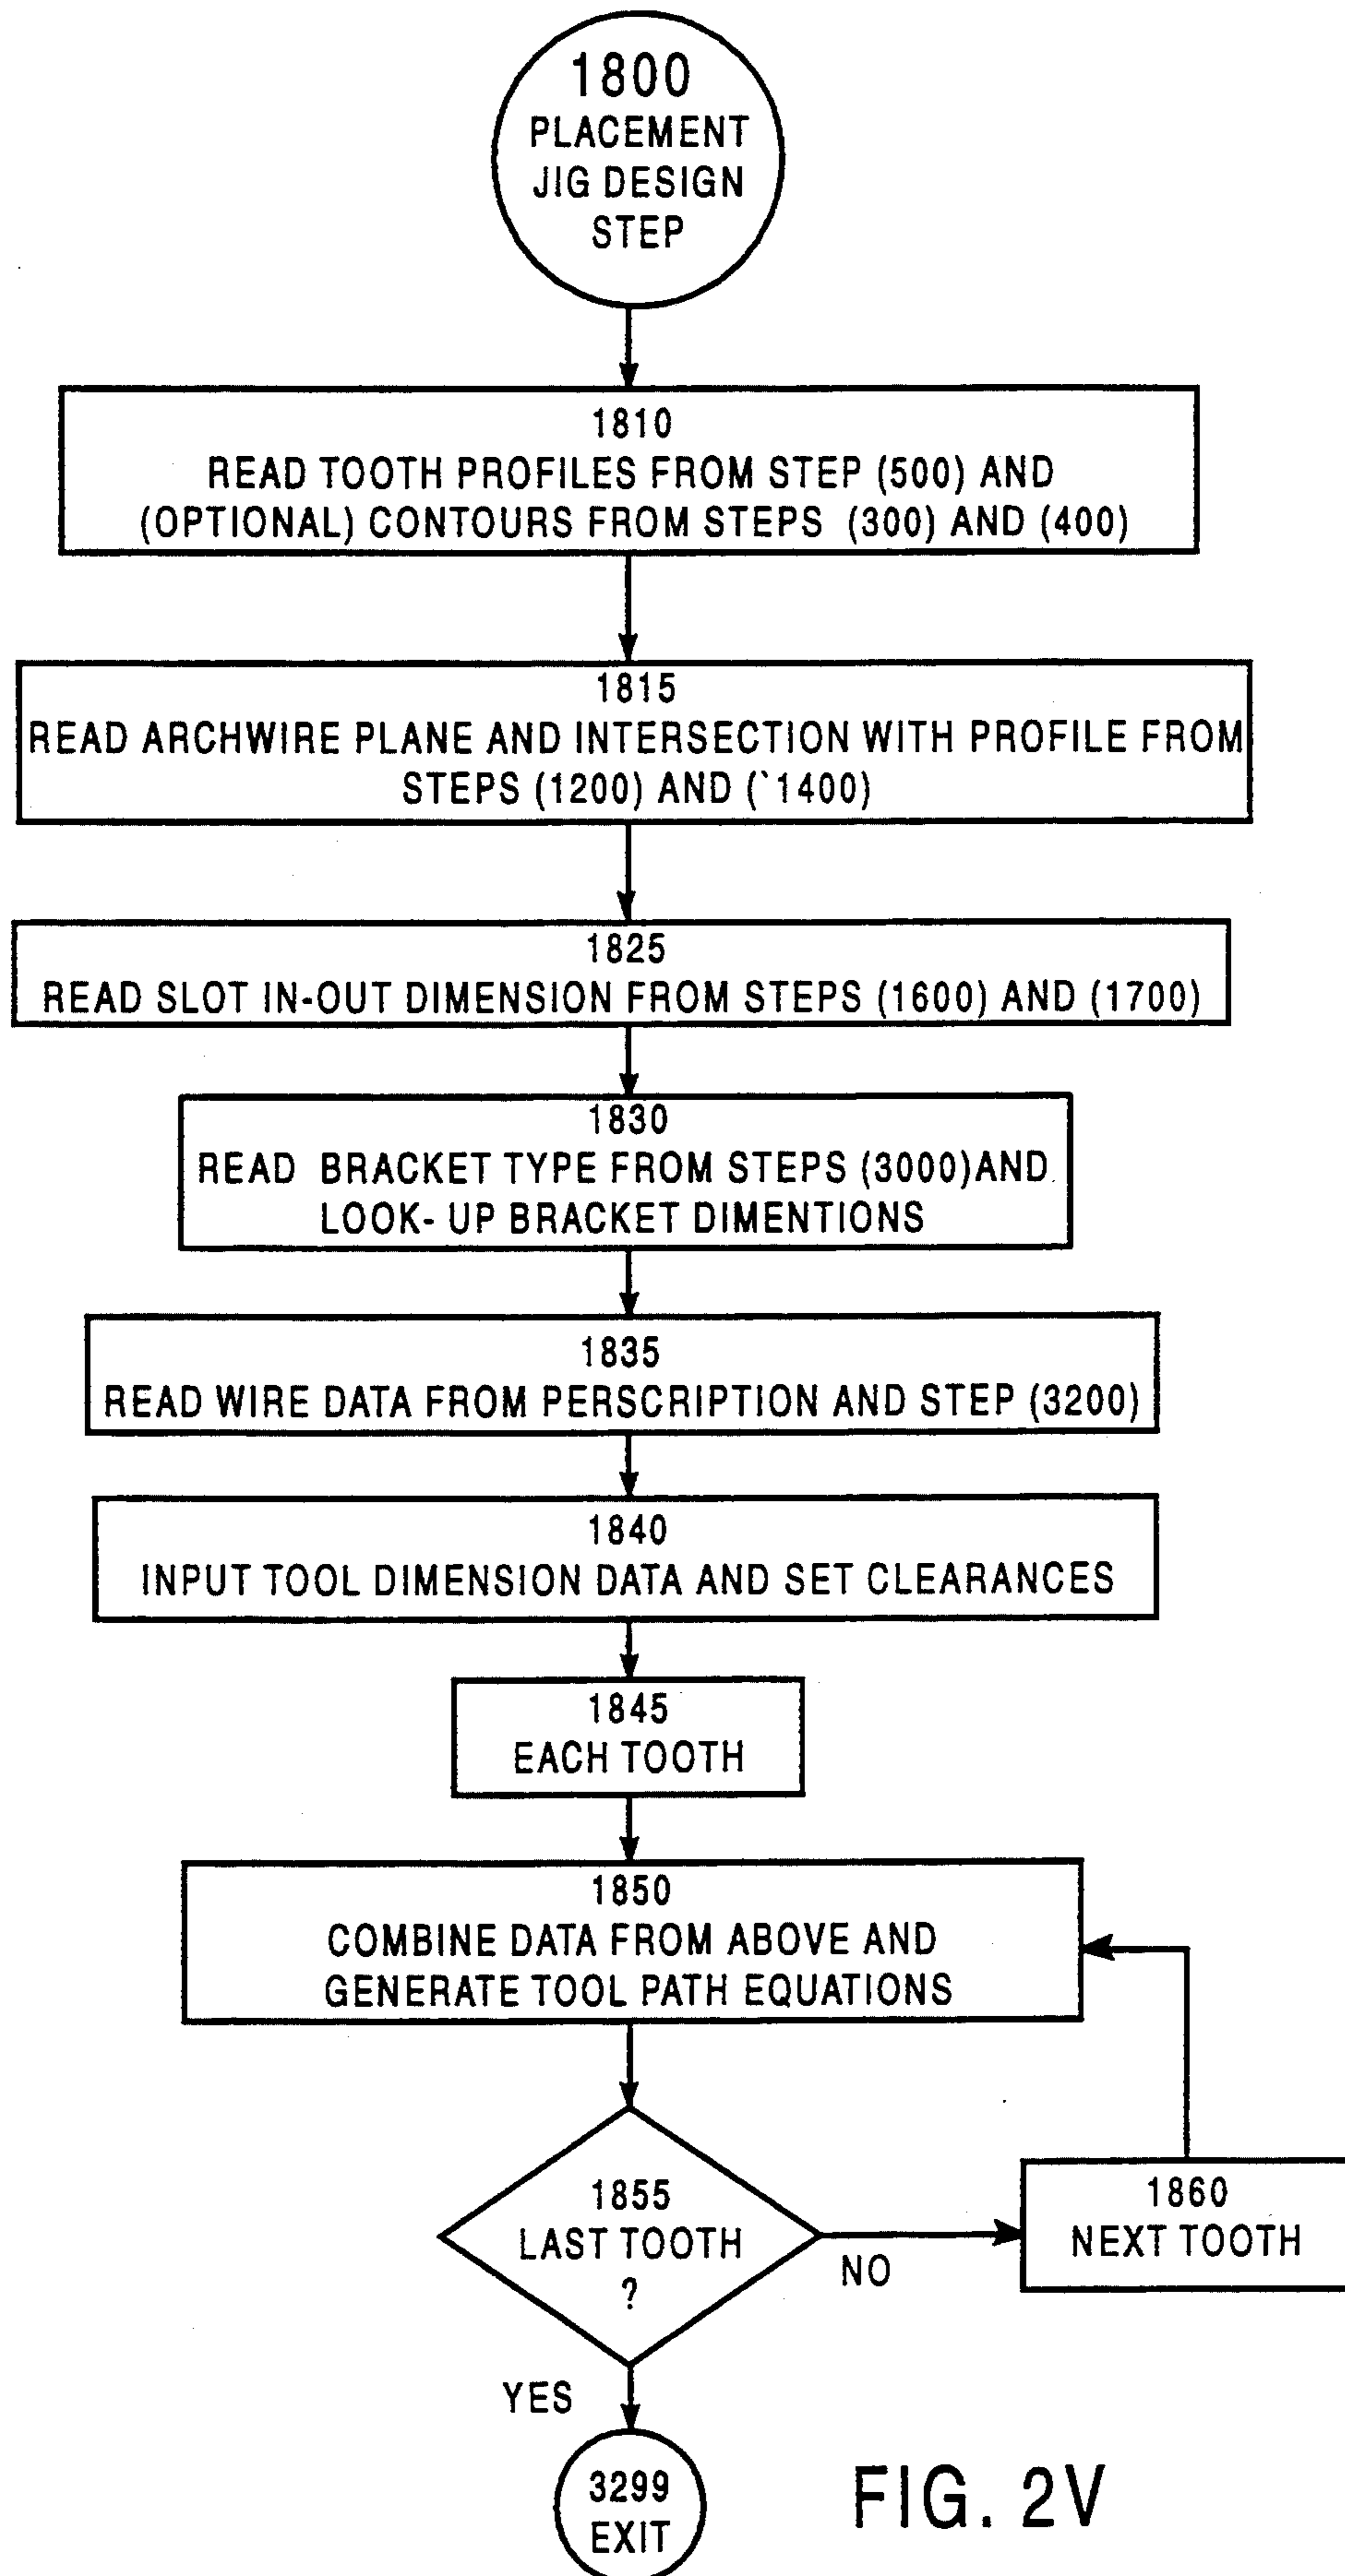 1800
PLACEMENT
JIG DESIGN
STEP
1810
READ TOOTH PROFILES FROM STEP (500) AND
(OPTIONAL) CONTOURS FROM STEPS (300) AND (400)
1815
READ ARCHWIRE PLANE AND INTERSECTION WITH PROFILE FROM
STEPS (1200) AND (`1400)
1825
READ SLOT IN-OUT DIMENSION FROM STEPS (1600) AND (1700)
1830
READ BRACKET TYPE FROM STEPS (3000)AND
LOOK- UP BRACKET DIMENTIONS
1835
READ WIRE DATA FROM PERSCRIPTION AND STEP (3200)
1840
INPUT TOOL DIMENSION DATA AND SET CLEARANCES
1845
EACH TOOTH
1850
COMBINE DATA FROM ABOVE AND
GENERATE TOOL PATH EQUATIONS
1855
LAST TOOTH
?
NO
1860
NEXT TOOTH
YES
3299
EXIT
FIG. 2V